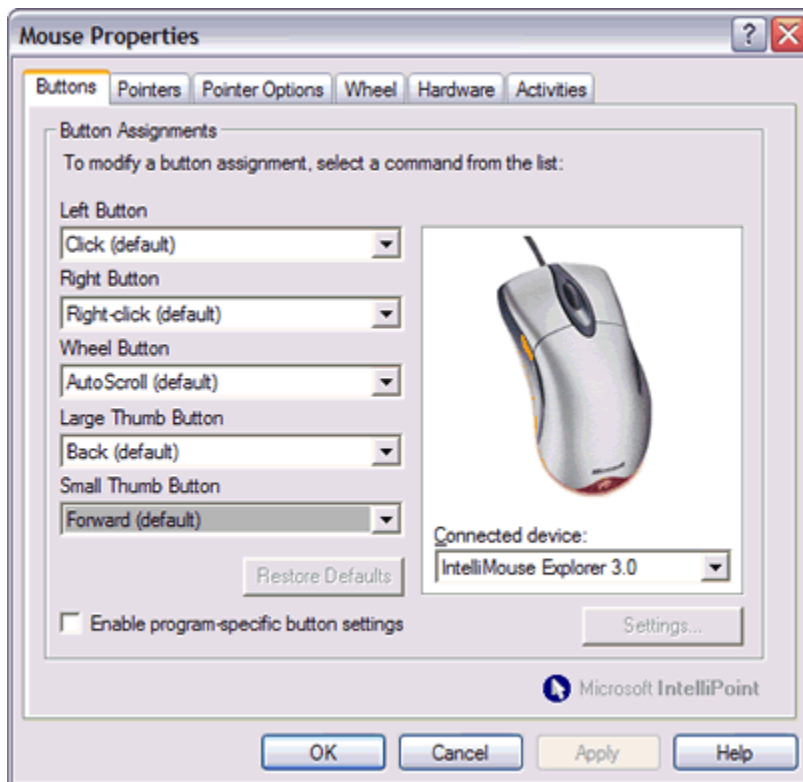 Mouse Properties
Buttons Pointers Pointer Options Wheel Hardware Activities
Button Assignments
To modify a button assignment, select a command from the list:
Left Button
Click (default)
Right Button
Right-click (default)
Wheel Button
AutoScroll (default)
Large Thumb Button
Back (default)
Small Thumb Button
Forward (default)
Microsoft
Connected device:
IntelliMouse Explorer 3.0
Restore Defaults
Enable program-specific button settings
Settings...
Microsoft IntelliPoint
OK Cancel Apply Help